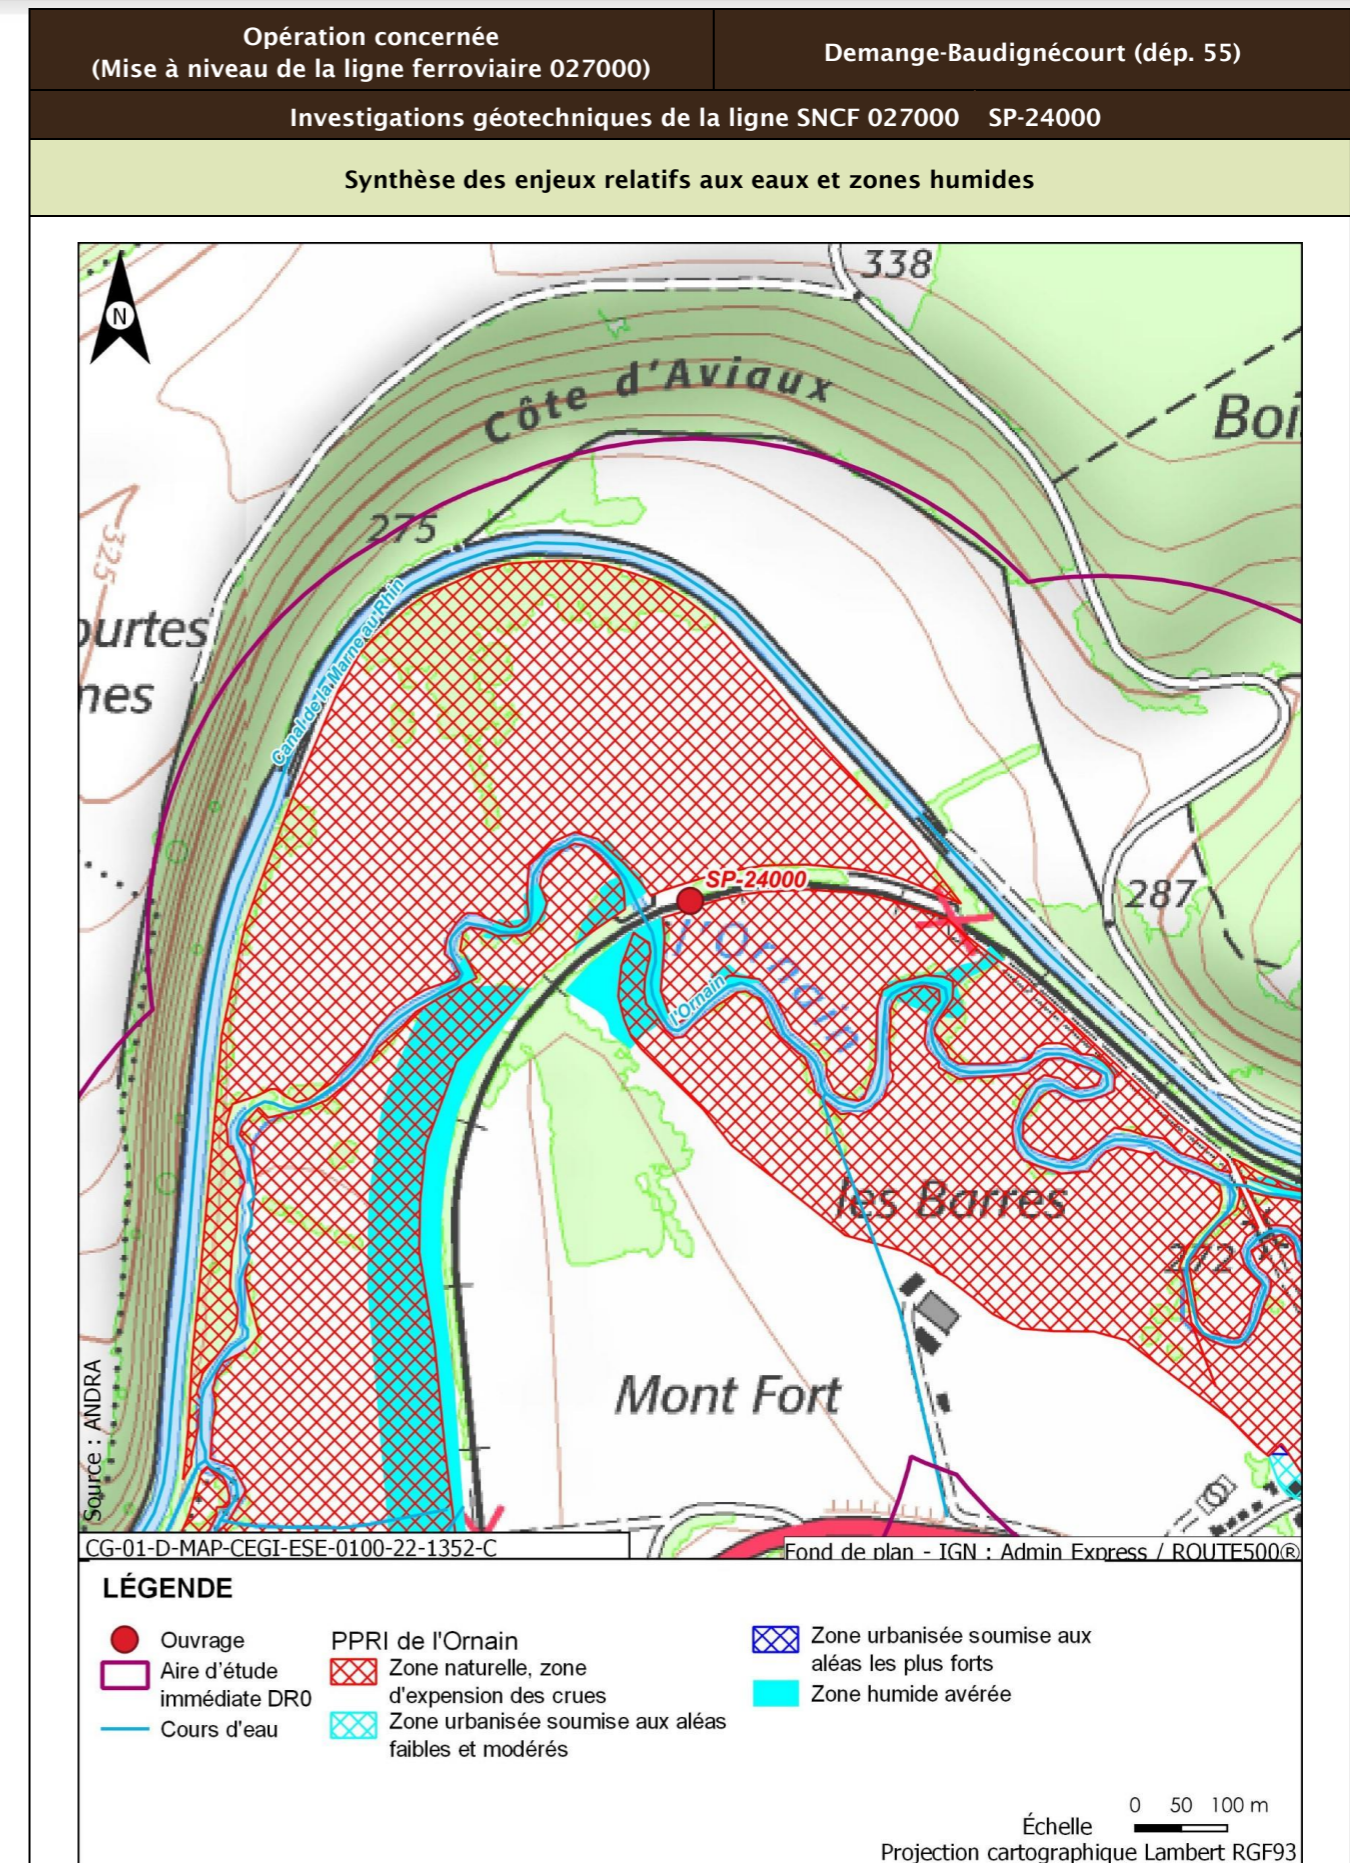 Opération concernée
(Mise à niveau de la ligne ferroviaire 027000)
Demange-Baudignécourt (dép. 55)
Investigations géotechniques de la ligne SNCF 027000 SP-24000
Synthèse des enjeux relatifs aux eaux et zones humides
N
338
Côte d'Aviaux
Boi
275
325
Canal de la Marne au Rhin
ourtes
nes
SP-24000
287
l'Ornain
l'Ornain
les Barres
272
Mont Fort
Source : ANDRA
CG-01-D-MAP-CEGI-ESE-0100-22-1352-C
Fond de plan - IGN : Admin Express / ROUTE500®
LÉGENDE
Ouvrage
Aire d'étude
immédiate DR0
Cours d'eau
PPRI de l'Ornain
Zone naturelle, zone
d'expension des crues
Zone urbanisée soumise aux aléas
faibles et modérés
Zone urbanisée soumise aux
aléas les plus forts
Zone humide avérée
0 50 100 m
Échelle
Projection cartographique Lambert RGF93